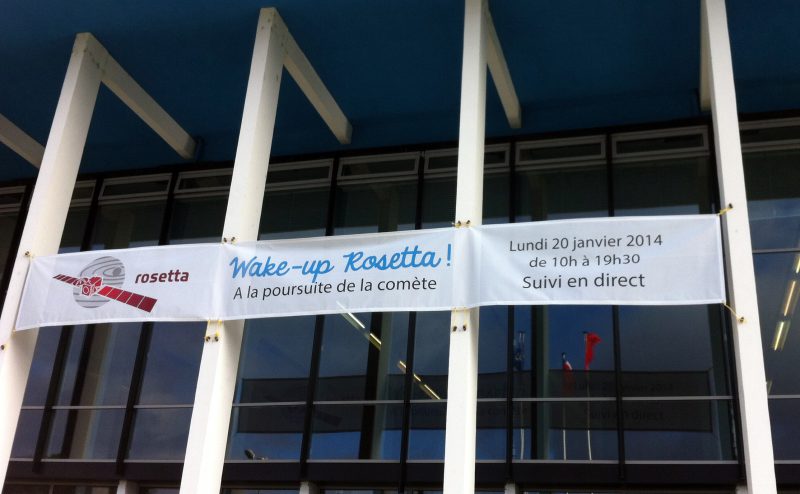 rosetta
Wake-up Rosetta !
A la poursuite de la comète
Lundi 20 janvier 2014
de 10h à 19h30
Suivi en direct